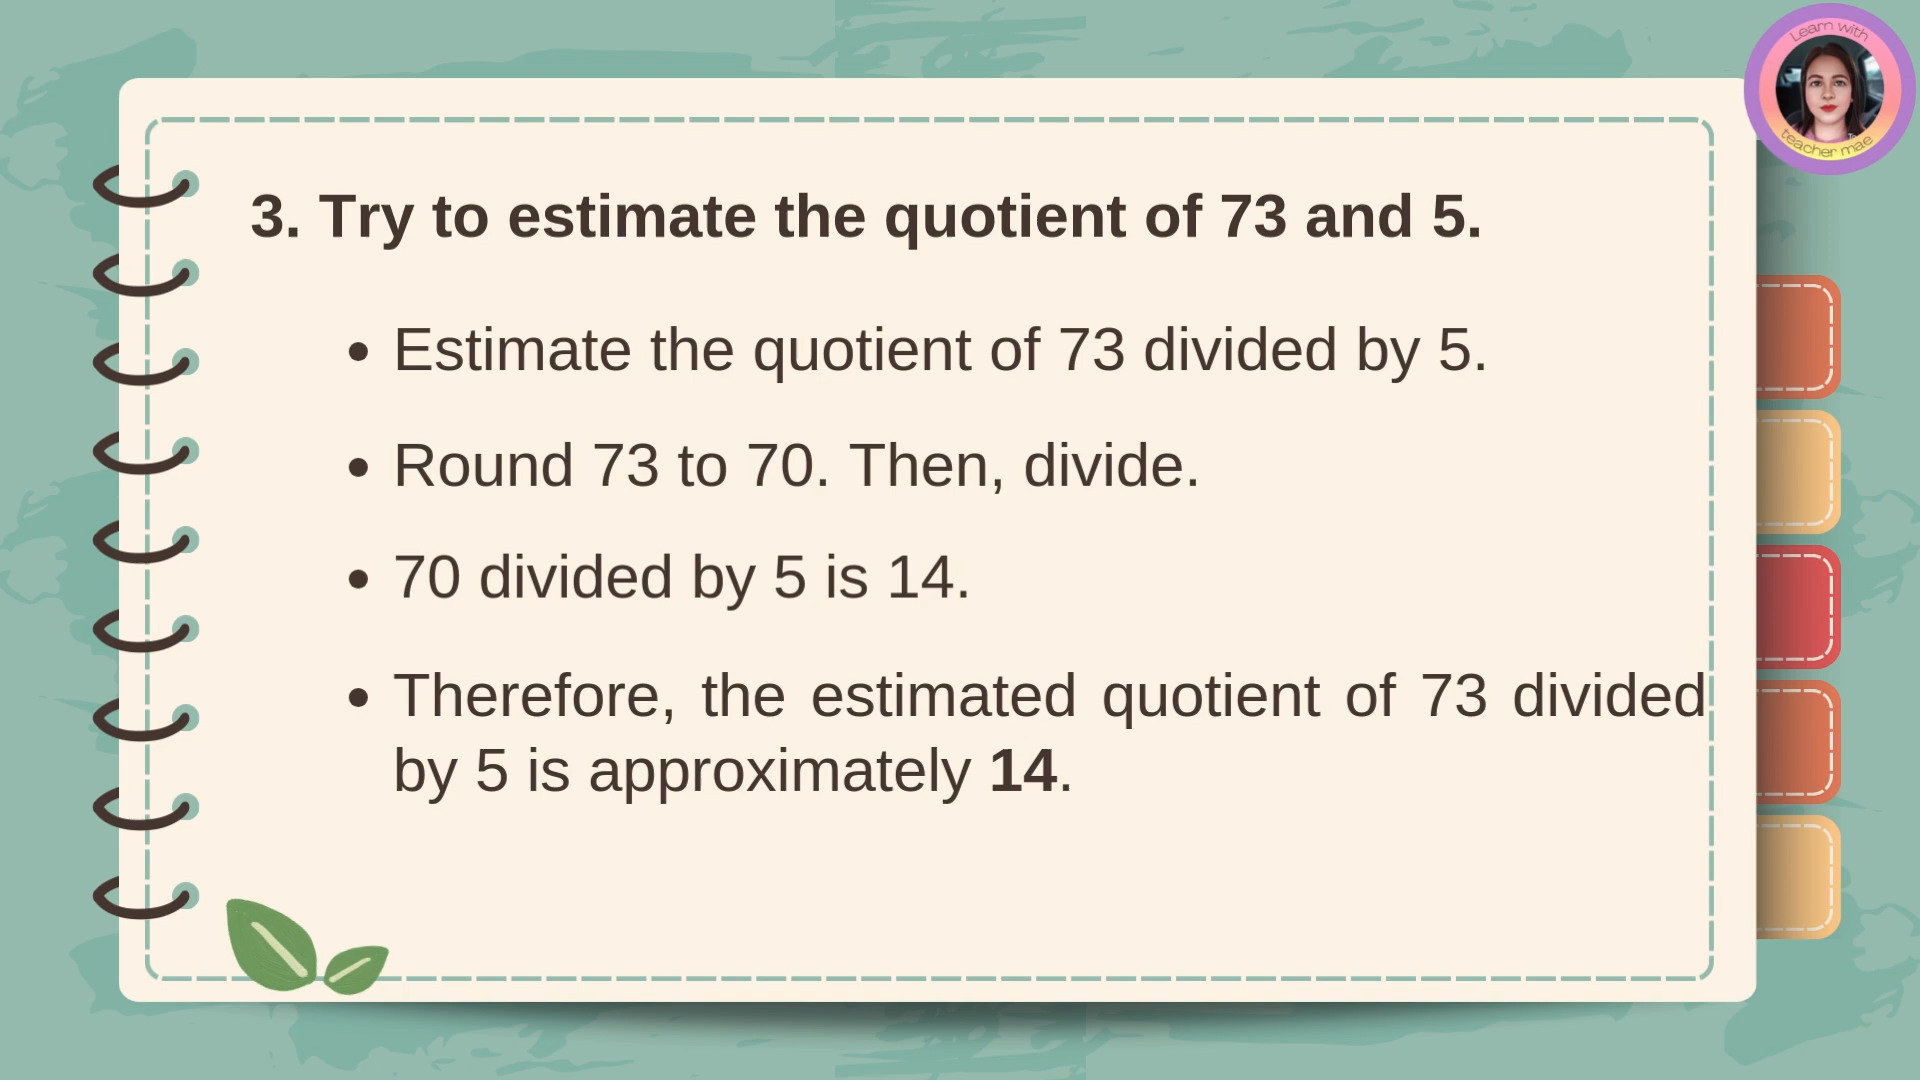 Learn with
teacher mae
3. Try to estimate the quotient of 73 and 5.
• Estimate the quotient of 73 divided by 5.
• Round 73 to 70. Then, divide.
• 70 divided by 5 is 14.
• Therefore, the estimated quotient of 73 divided
by 5 is approximately 14.